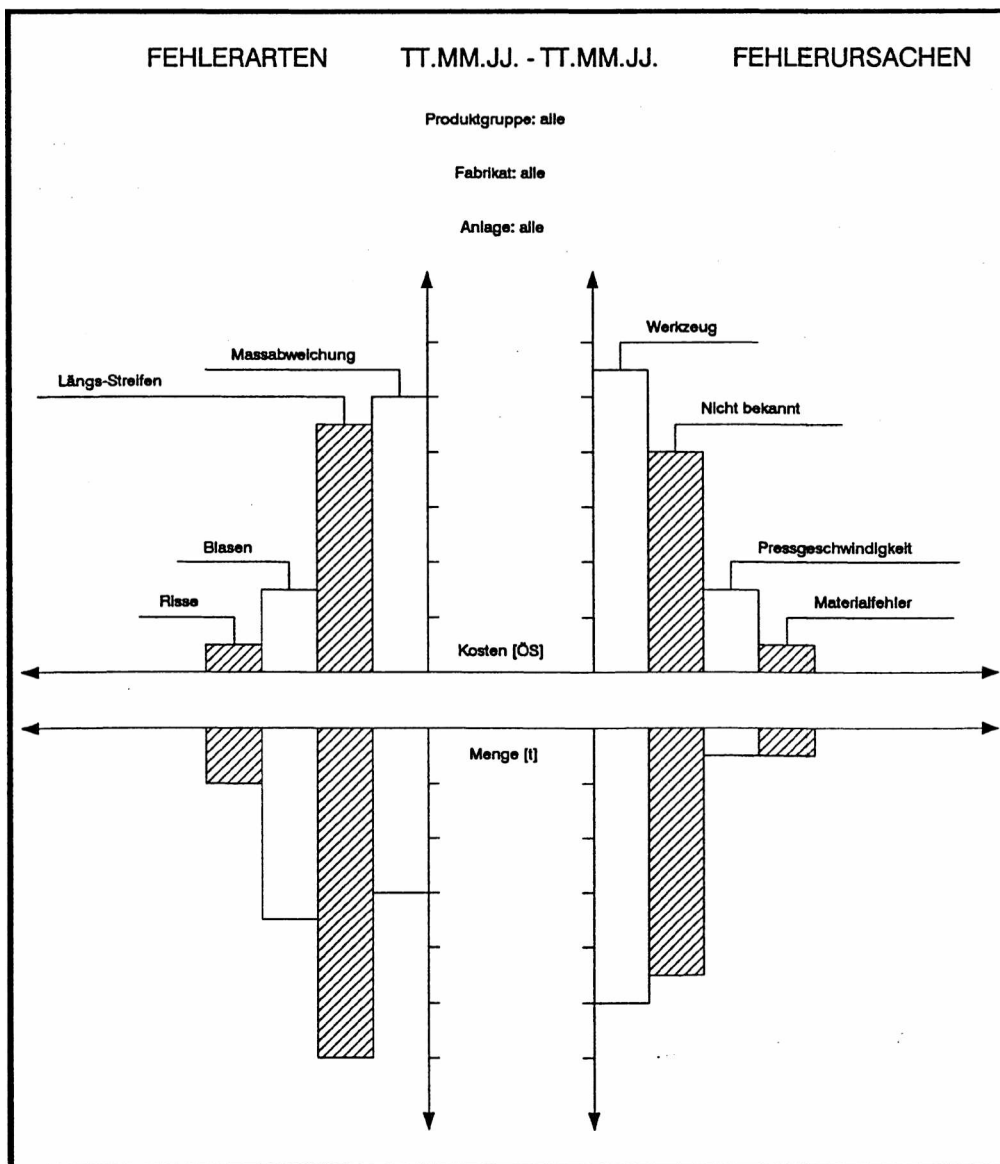 FEHLERARTEN TT.MM.JJ. - TT.MM.JJ. FEHLERURSACHEN
Produktgruppe: alle
Fabrikat: alle
Anlage: alle
Werkzeug
Massabweichung
Längs-Streifen
Nicht bekannt
Blasen
Pressgeschwindigkeit
Risse
Materialfehler
Kosten [ÖS]
Menge [t]